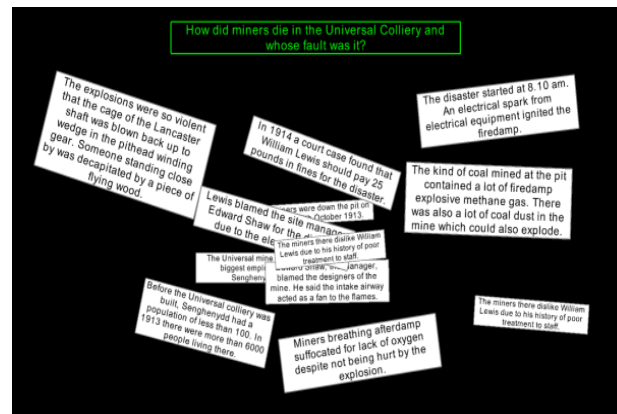 How did miners die in the Universal Colliery and
whose fault was it?
The explosions were so violent
that the cage of the Lancaster
shaft was blown back up to
wedge in the pithead winding
gear. Someone standing close
by was decapitated by a piece of
flying wood.
The disaster started at 8.10 am.
An electrical spark from
electrical equipment ignited the
firedamp.
In 1914 a court case found that
William Lewis should pay 25
pounds in fines for the disaster.
The kind of coal mined at the pit
contained a lot of firedamp
explosive methane gas. There
was also a lot of coal dust in the
mine which could also explode.
Lewis blamed the site
Edward Shaw for the
due to the
were down the pit on
October 1913.
The miners there dislike William
Lewis due to his history of poor
treatment to staff.
The Universal mine
biggest
Shaw,
blamed the designers of the
mine. He said the intake airway
acted as a fan to the flames.
Before the Universal colliery was
built, Senghenydd had a
population of less than 100. In
1913 there were more than 6000
people living there.
Miners breathing afterdamp
suffocated for lack of oxygen
despite not being hurt by the
explosion.
The miners there dislike William
Lewis due to his history of poor
treatment to staff.